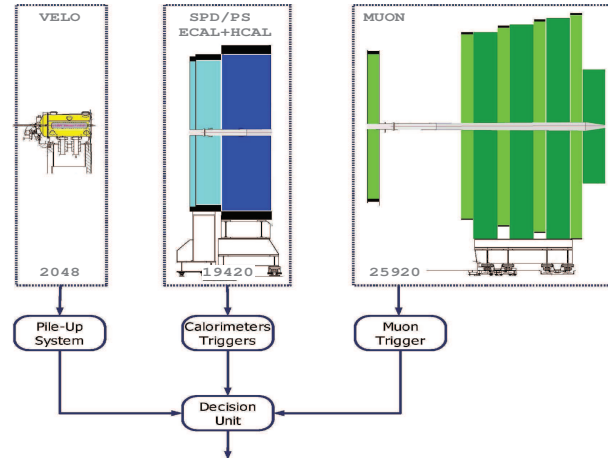 VELO
SPD/PS
ECAL+HCAL
MUON
2048
19420
25920
Pile-Up
System
Calorimeters
Triggers
Muon
Trigger
Decision
Unit